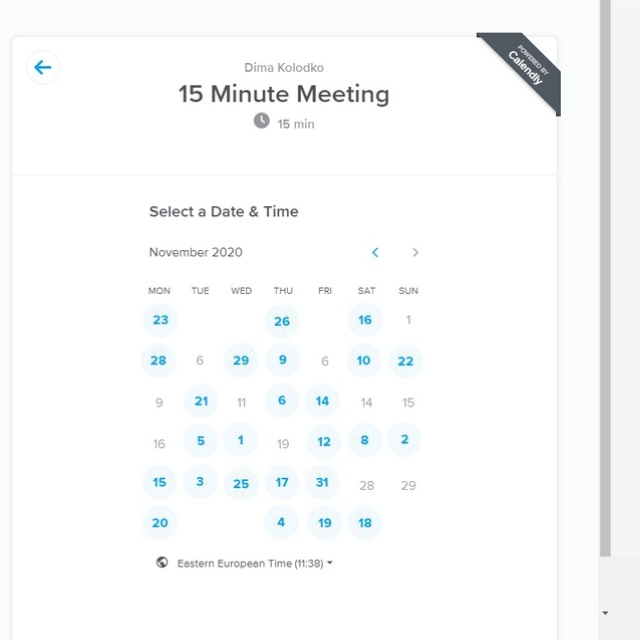 Dima Kolodko
15 Minute Meeting
15 min
POWERED BY
Calendly
Select a Date & Time
November 2020
MON TUE WED THU FRI SAT SUN
23 26 16 1
28 6 29 9 6 10 22
9 21 11 6 14 14 15
16 5 1 19 12 8 2
15 3 25 17 31 28 29
20 4 19 18
Eastern European Time (11:38)